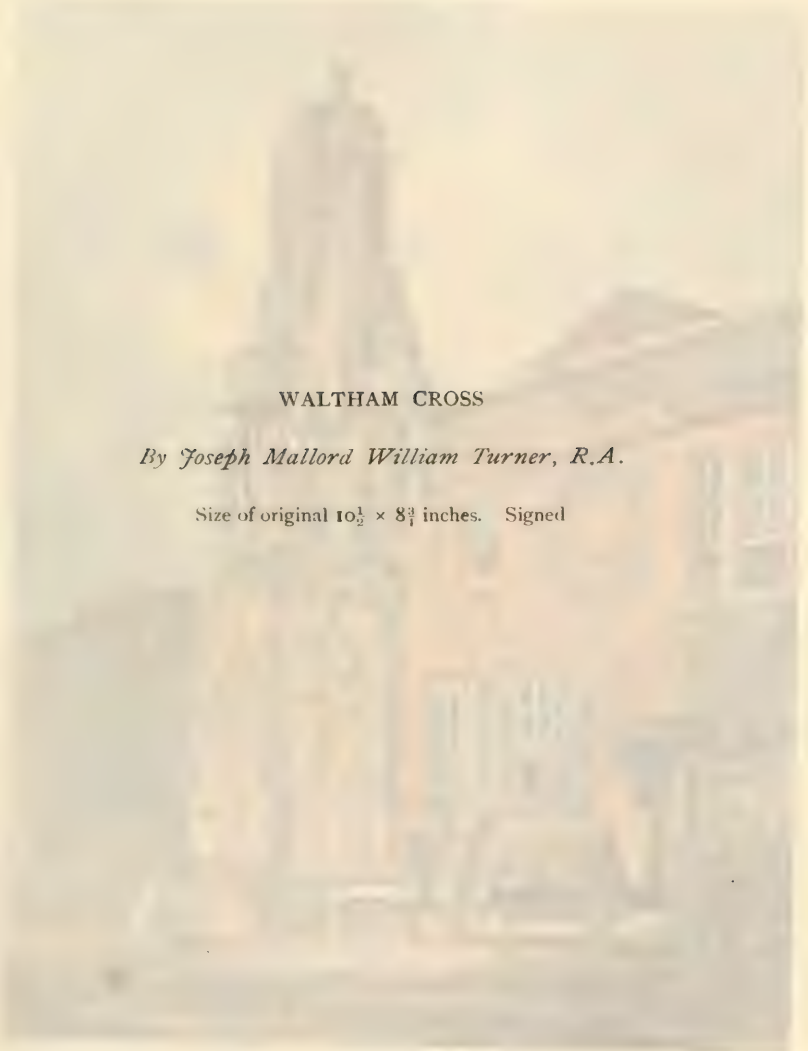 WALTHAM CROSS
By Joseph Mallord William Turner, R.A.
Size of original 10½ × 8¾ inches. Signed